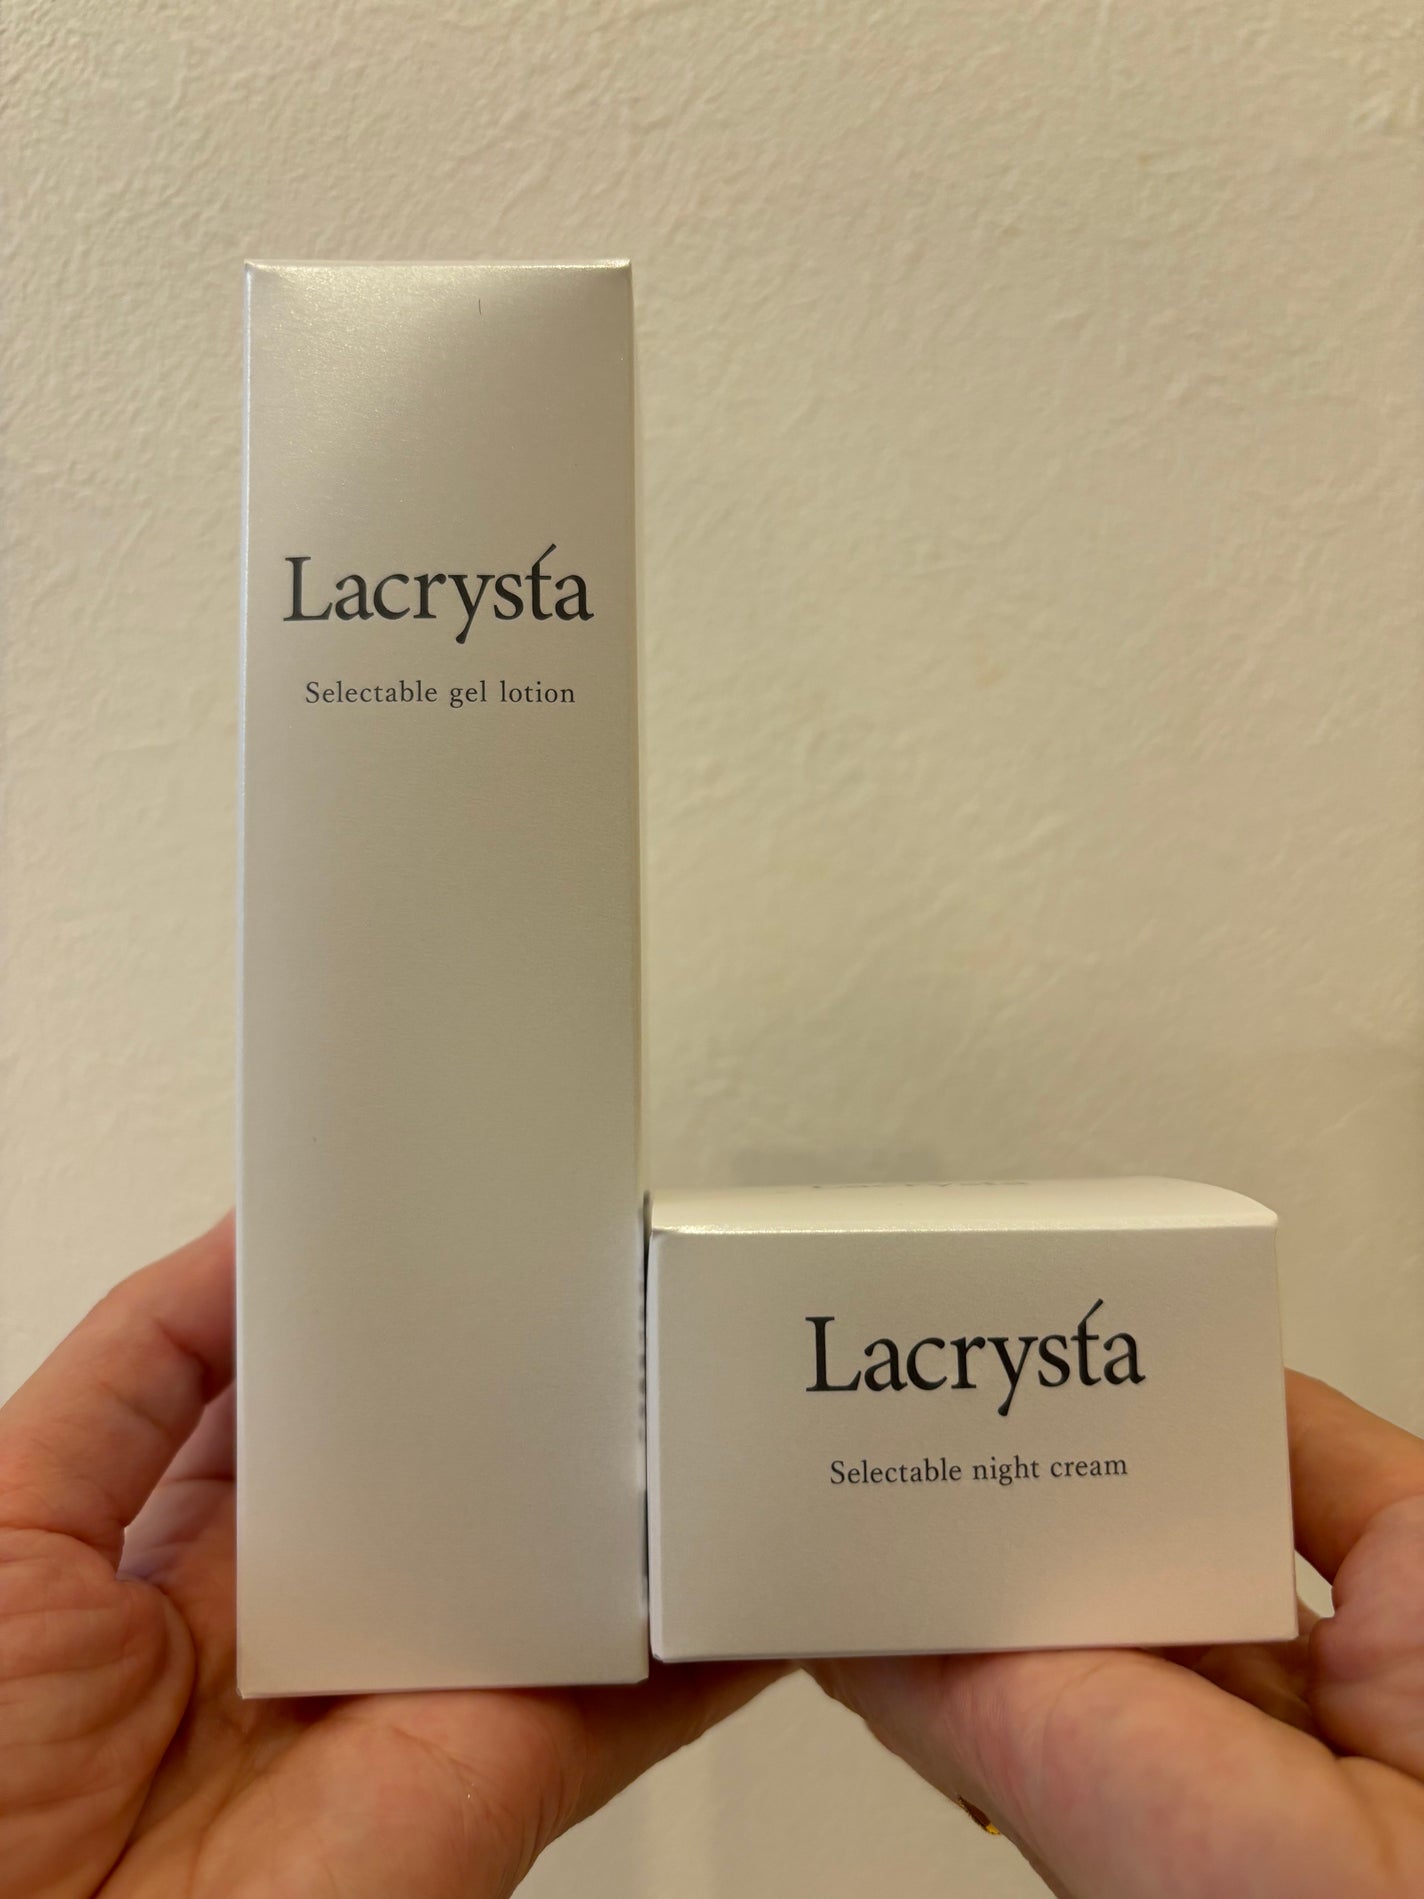 Lacrysta
Selectable gel lotion
Lacrysta
Selectable night cream